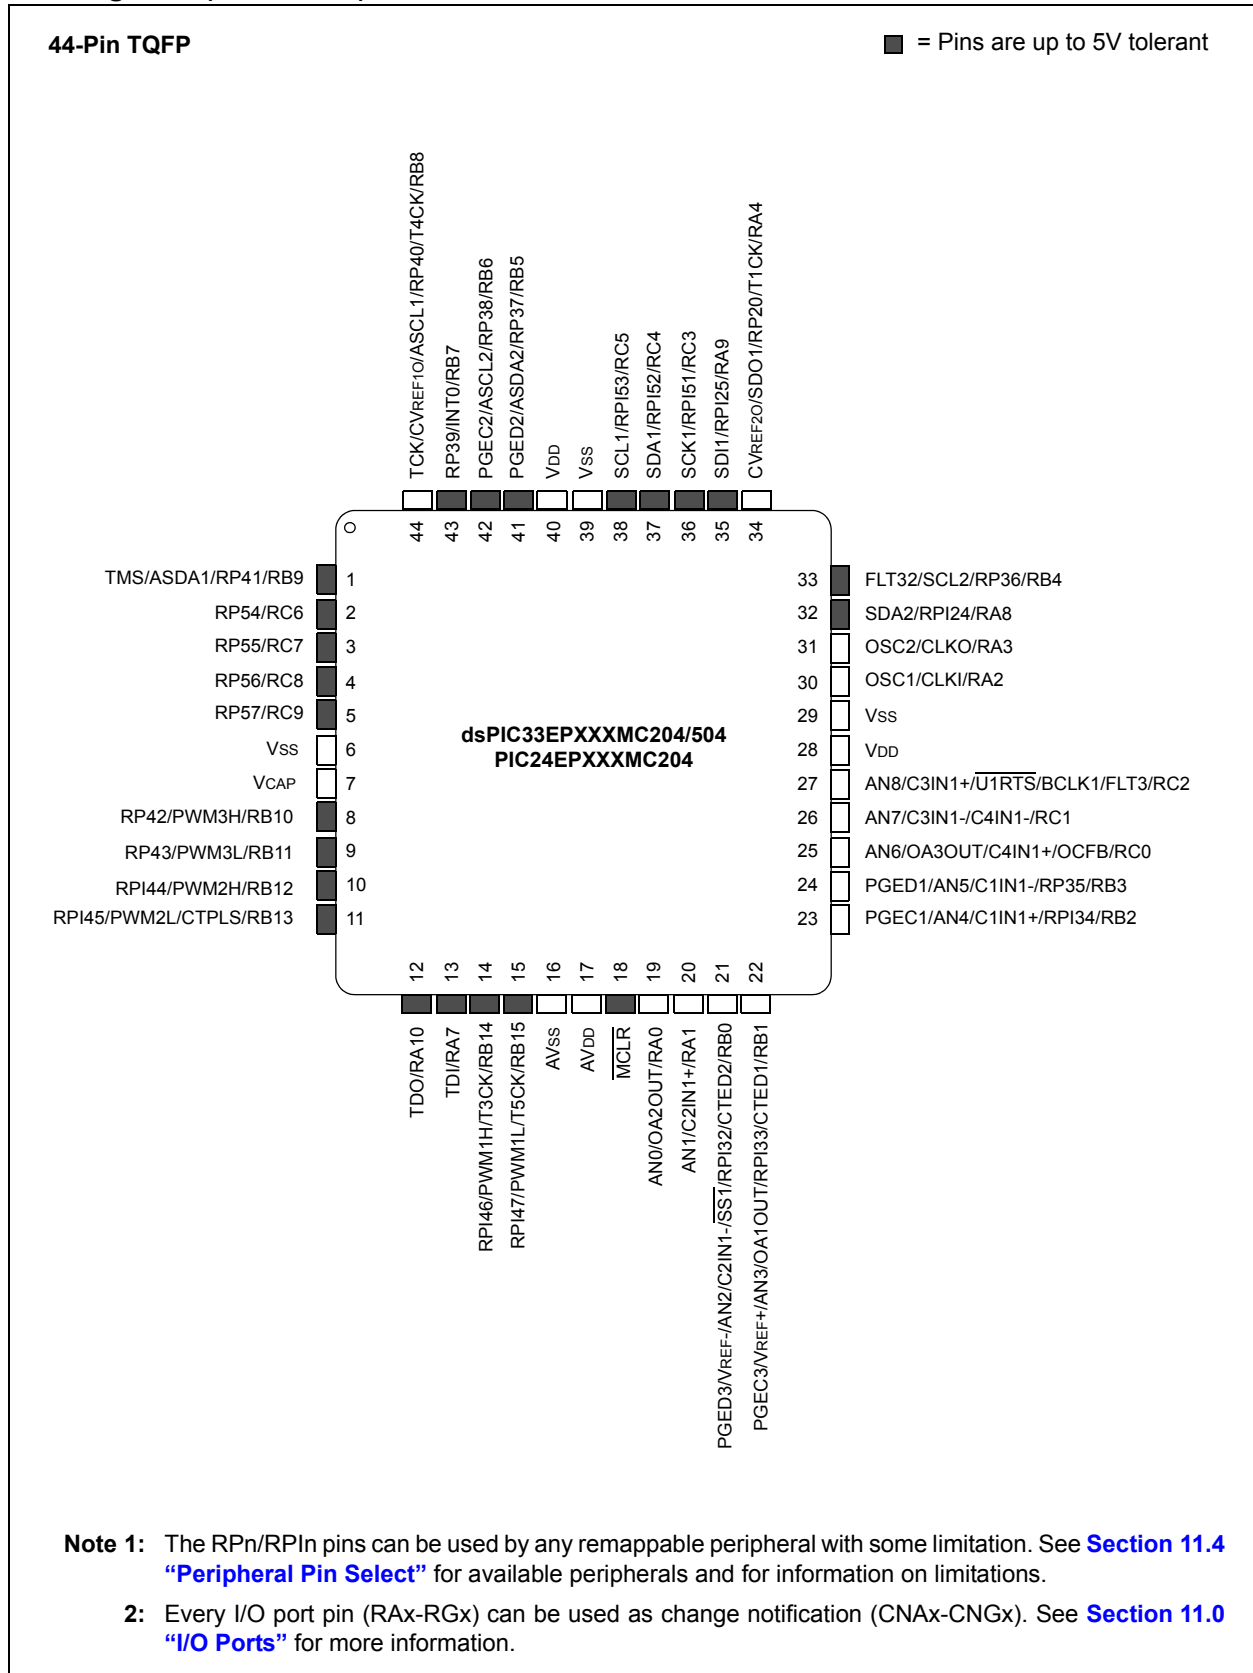 44-Pin TQFP
= Pins are up to 5V tolerant
TCK/CVREF1O/ASCL1/RP40/T4CK/RB8
RP39/INT0/RB7
PGEC2/ASCL2/RP38/RB6
PGED2/ASDA2/RP37/RB5
VDD
VSS
SCL1/RPI53/RC5
SDA1/RPI52/RC4
SCK1/RPI51/RC3
SDI1/RPI25/RA9
CVREF2O/SDO1/RP20/T1CK/RA4
44 43 42 41 40 39 38 37 36 35 34
TMS/ASDA1/RP41/RB9 1
RP54/RC6 2
RP55/RC7 3
RP56/RC8 4
RP57/RC9 5
VSS 6
VCAP 7
RP42/PWM3H/RB10 8
RP43/PWM3L/RB11 9
RPI44/PWM2H/RB12 10
RPI45/PWM2L/CTPLS/RB13 11
dsPIC33EPXXXMC204/504
PIC24EPXXXMC204
33 FLT32/SCL2/RP36/RB4
32 SDA2/RPI24/RA8
31 OSC2/CLKO/RA3
30 OSC1/CLKI/RA2
29 VSS
28 VDD
27 AN8/C3IN1+/U1RTS/BCLK1/FLT3/RC2
26 AN7/C3IN1-/C4IN1-/RC1
25 AN6/OA3OUT/C4IN1+/OCFB/RC0
24 PGED1/AN5/C1IN1-/RP35/RB3
23 PGEC1/AN4/C1IN1+/RPI34/RB2
12 13 14 15 16 17 18 19 20 21 22
TDO/RA10
TDI/RA7
RPI46/PWM1H/T3CK/RB14
RPI47/PWM1L/T5CK/RB15
AVSS
AVDD
MCLR
AN0/OA2OUT/RA0
AN1/C2IN1+/RA1
PGED3/VREF-/AN2/C2IN1-/SS1/RPI32/CTED2/RB0
PGEC3/VREF+/AN3/OA1OUT/RPI33/CTED1/RB1
Note 1: The RPn/RPIn pins can be used by any remappable peripheral with some limitation. See Section 11.4
“Peripheral Pin Select” for available peripherals and for information on limitations.
2: Every I/O port pin (RAx-RGx) can be used as change notification (CNAx-CNGx). See Section 11.0
“I/O Ports” for more information.